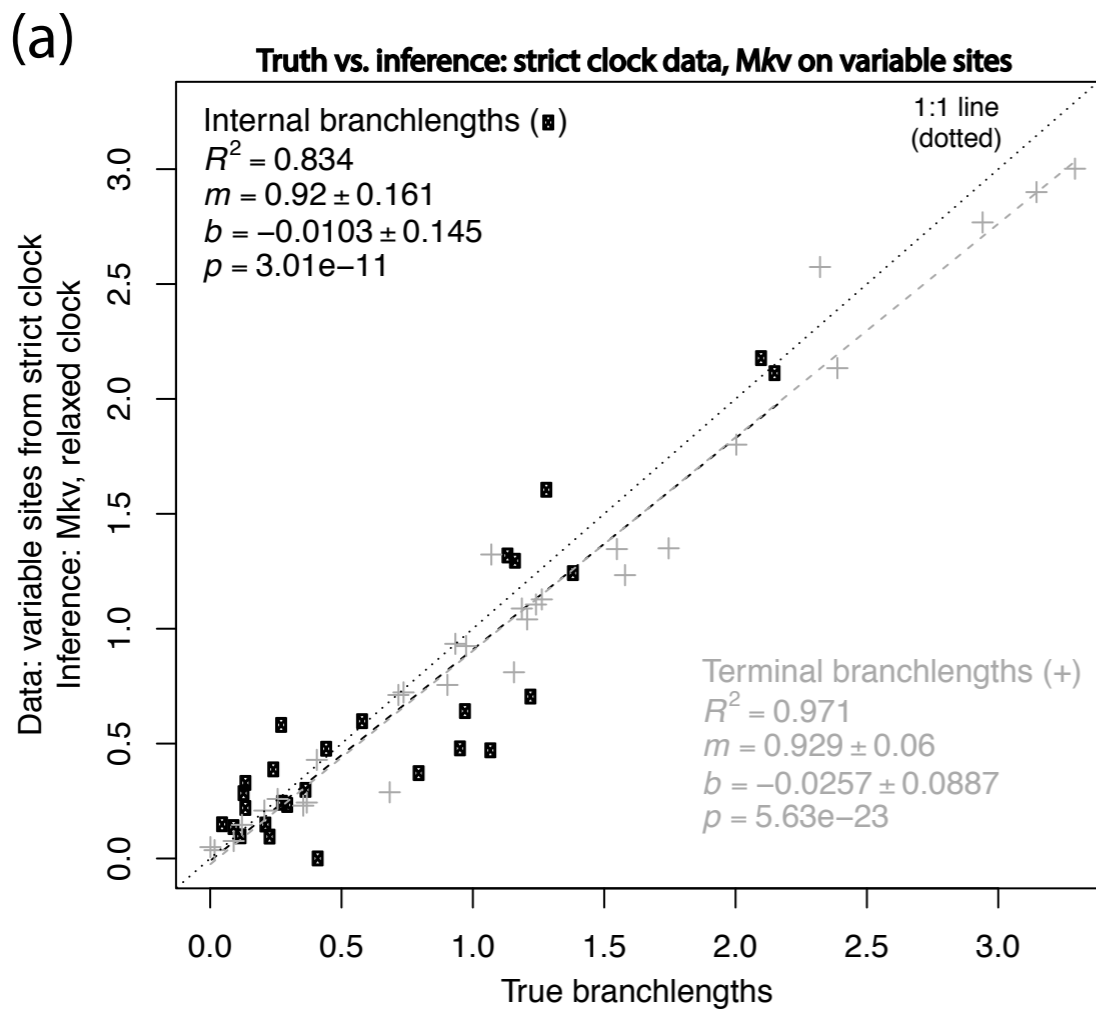 (a)
Truth vs. inference: strict clock data, Mkv on variable sites
Internal branchlengths (■)
R² = 0.834
m = 0.92 ± 0.161
b = −0.0103 ± 0.145
p = 3.01e−11
1:1 line
(dotted)
Terminal branchlengths (+)
R² = 0.971
m = 0.929 ± 0.06
b = −0.0257 ± 0.0887
p = 5.63e−23
Data: variable sites from strict clock
Inference: Mkv, relaxed clock
3.0
2.5
2.0
1.5
1.0
0.5
0.0
0.0 0.5 1.0 1.5 2.0 2.5 3.0
True branchlengths